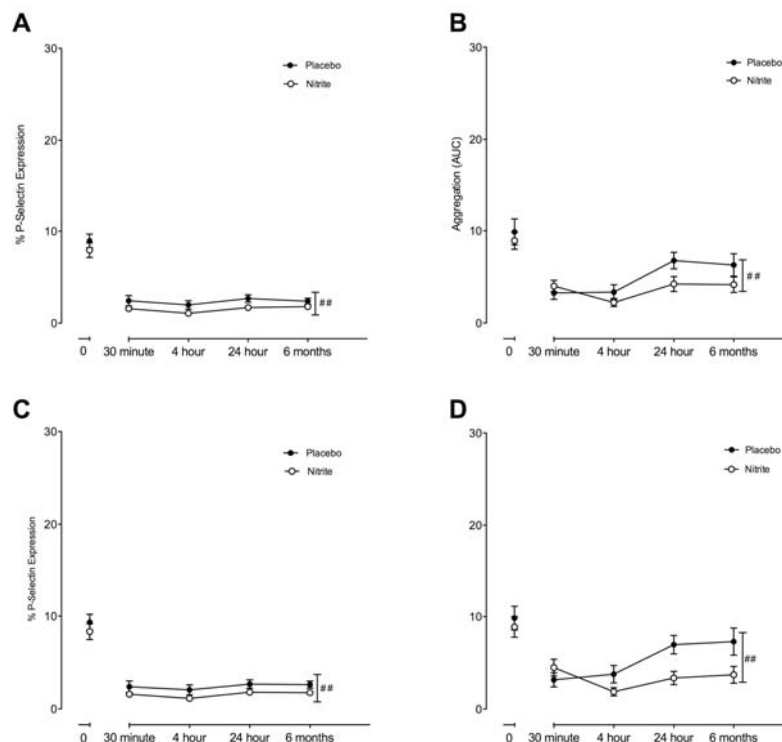 A
30
20
10
0
% P-Selectin Expression
Placebo
Nitrite
##
0 30 minute 4 hour 24 hour 6 months
B
30
20
10
0
Aggregation (AUC)
Placebo
Nitrite
##
0 30 minute 4 hour 24 hour 6 months
C
30
20
10
0
% P-Selectin Expression
Placebo
Nitrite
##
0 30 minute 4 hour 24 hour 6 months
D
30
20
10
0
Placebo
Nitrite
##
0 30 minute 4 hour 24 hour 6 months